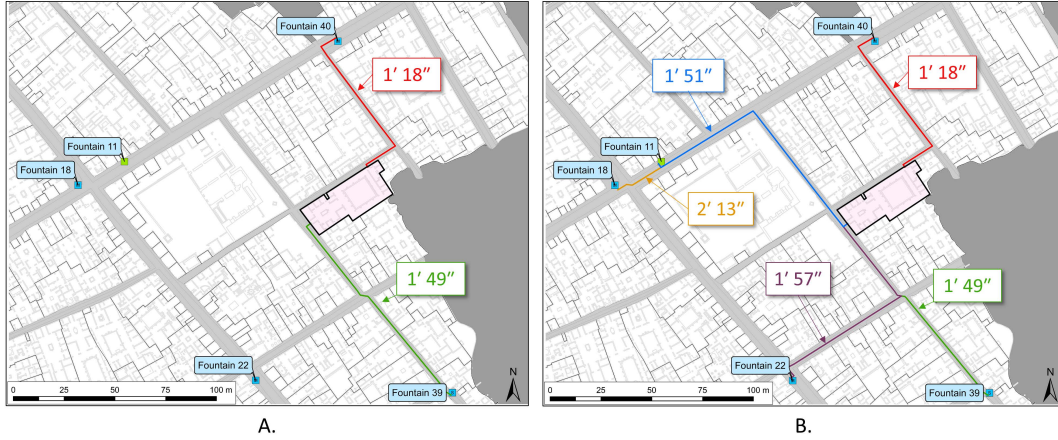 Fountain 40
1′ 18″
Fountain 11
Fountain 18
1′ 49″
Fountain 22
Fountain 39
0 25 50 75 100 m
N
A.
Fountain 40
1′ 51″
1′ 18″
Fountain 11
Fountain 18
2′ 13″
1′ 57″
1′ 49″
Fountain 22
Fountain 39
0 25 50 75 100 m
N
B.